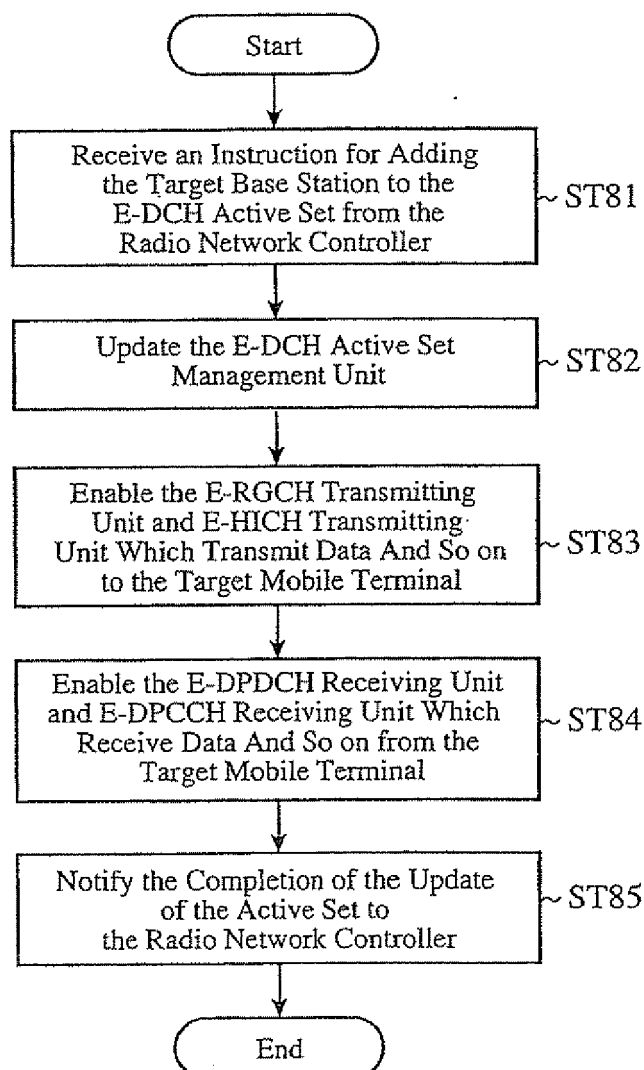 Start
Receive an Instruction for Adding
the Target Base Station to the
E-DCH Active Set from the
Radio Network Controller
ST81
Update the E-DCH Active Set
Management Unit
ST82
Enable the E-RGCH Transmitting
Unit and E-HICH Transmitting
Unit Which Transmit Data And So on
to the Target Mobile Terminal
ST83
Enable the E-DPDCH Receiving Unit
and E-DPCCH Receiving Unit Which
Receive Data And So on from the
Target Mobile Terminal
ST84
Notify the Completion of the Update
of the Active Set to
the Radio Network Controller
ST85
End